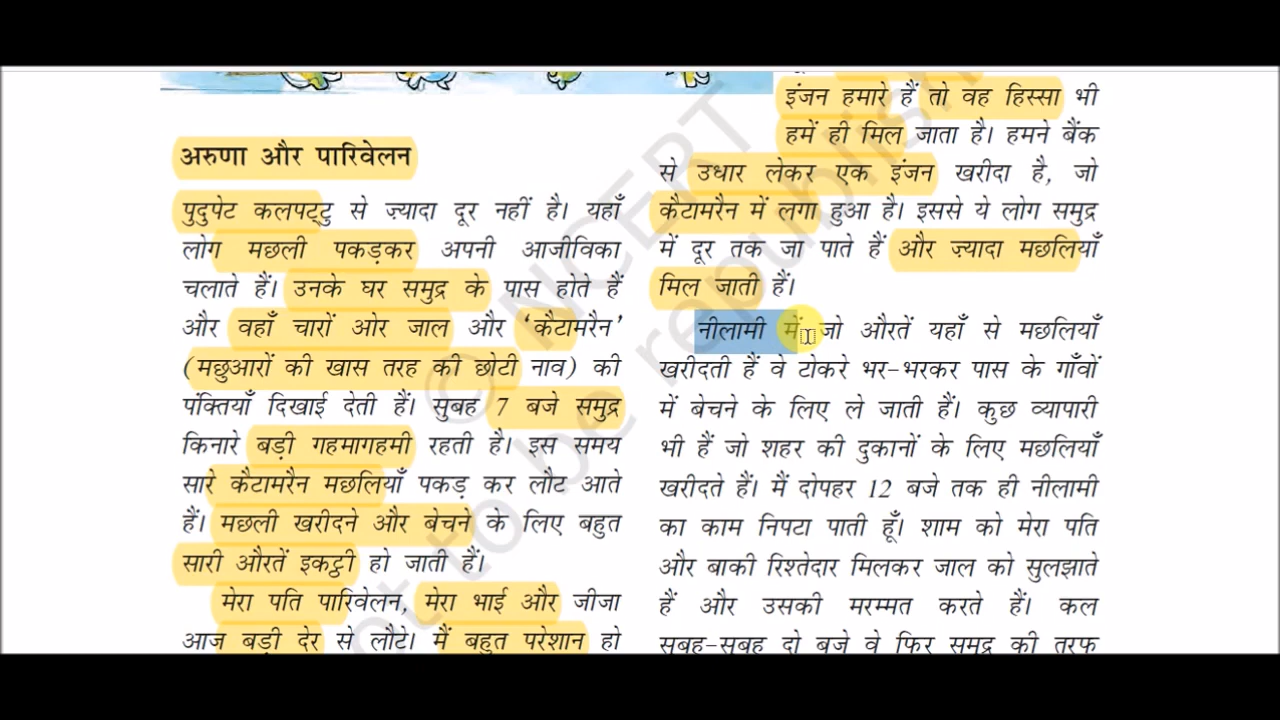 अरुणा और पारिवेलन
पुदुपेट कलपट्टु से ज़्यादा दूर नहीं है। यहाँ
लोग मछली पकड़कर अपनी आजीविका
चलाते हैं। उनके घर समुद्र के पास होते हैं
और वहाँ चारों ओर जाल और ‘कैटामरैन’
(मछुआरों की खास तरह की छोटी नाव) की
पंक्तियाँ दिखाई देती हैं। सुबह 7 बजे समुद्र
किनारे बड़ी गहमागहमी रहती है। इस समय
सारे कैटामरैन मछलियाँ पकड़ कर लौट आते
हैं। मछली खरीदने और बेचने के लिए बहुत
सारी औरतें इकट्ठी हो जाती हैं।
मेरा पति पारिवेलन, मेरा भाई और जीजा
आज बड़ी देर से लौटे। मैं बहुत परेशान हो
इंजन हमारे हैं तो वह हिस्सा भी
हमें ही मिल जाता है। हमने बैंक
से उधार लेकर एक इंजन खरीदा है, जो
कैटामरैन में लगा हुआ है। इससे ये लोग समुद्र
में दूर तक जा पाते हैं और ज़्यादा मछलियाँ
मिल जाती हैं।
नीलामी में जो औरतें यहाँ से मछलियाँ
खरीदती हैं वे टोकरे भर-भरकर पास के गाँवों
में बेचने के लिए ले जाती हैं। कुछ व्यापारी
भी हैं जो शहर की दुकानों के लिए मछलियाँ
खरीदते हैं। मैं दोपहर 12 बजे तक ही नीलामी
का काम निपटा पाती हूँ। शाम को मेरा पति
और बाकी रिश्तेदार मिलकर जाल को सुलझाते
हैं और उसकी मरम्मत करते हैं। कल
सुबह-सुबह दो बजे वे फिर समुद्र की तरफ
© NCERT
not to be republish